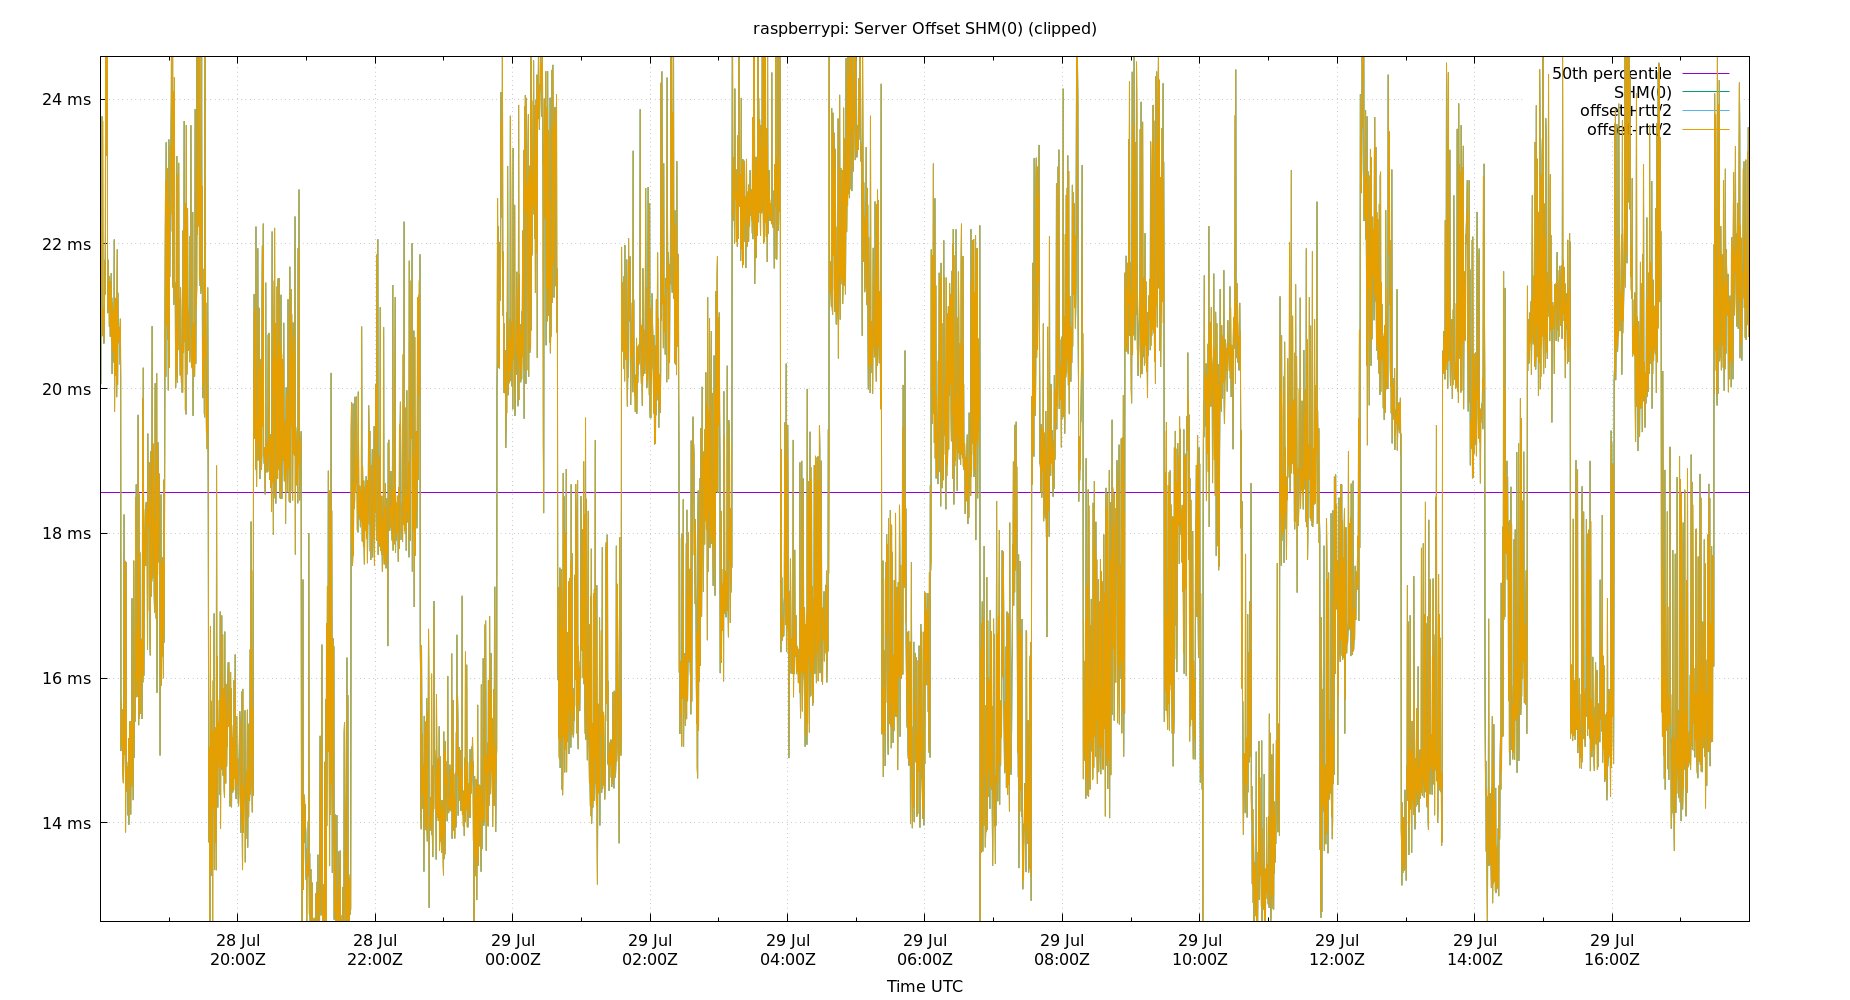 raspberrypi: Server Offset SHM(0) (clipped)
50th percentile
SHM(0)
offset+rtt/2
offset-rtt/2
24 ms
22 ms
20 ms
18 ms
16 ms
14 ms
28 Jul 28 Jul 29 Jul 29 Jul 29 Jul 29 Jul 29 Jul 29 Jul 29 Jul 29 Jul 29 Jul
20:00Z 22:00Z 00:00Z 02:00Z 04:00Z 06:00Z 08:00Z 10:00Z 12:00Z 14:00Z 16:00Z
Time UTC